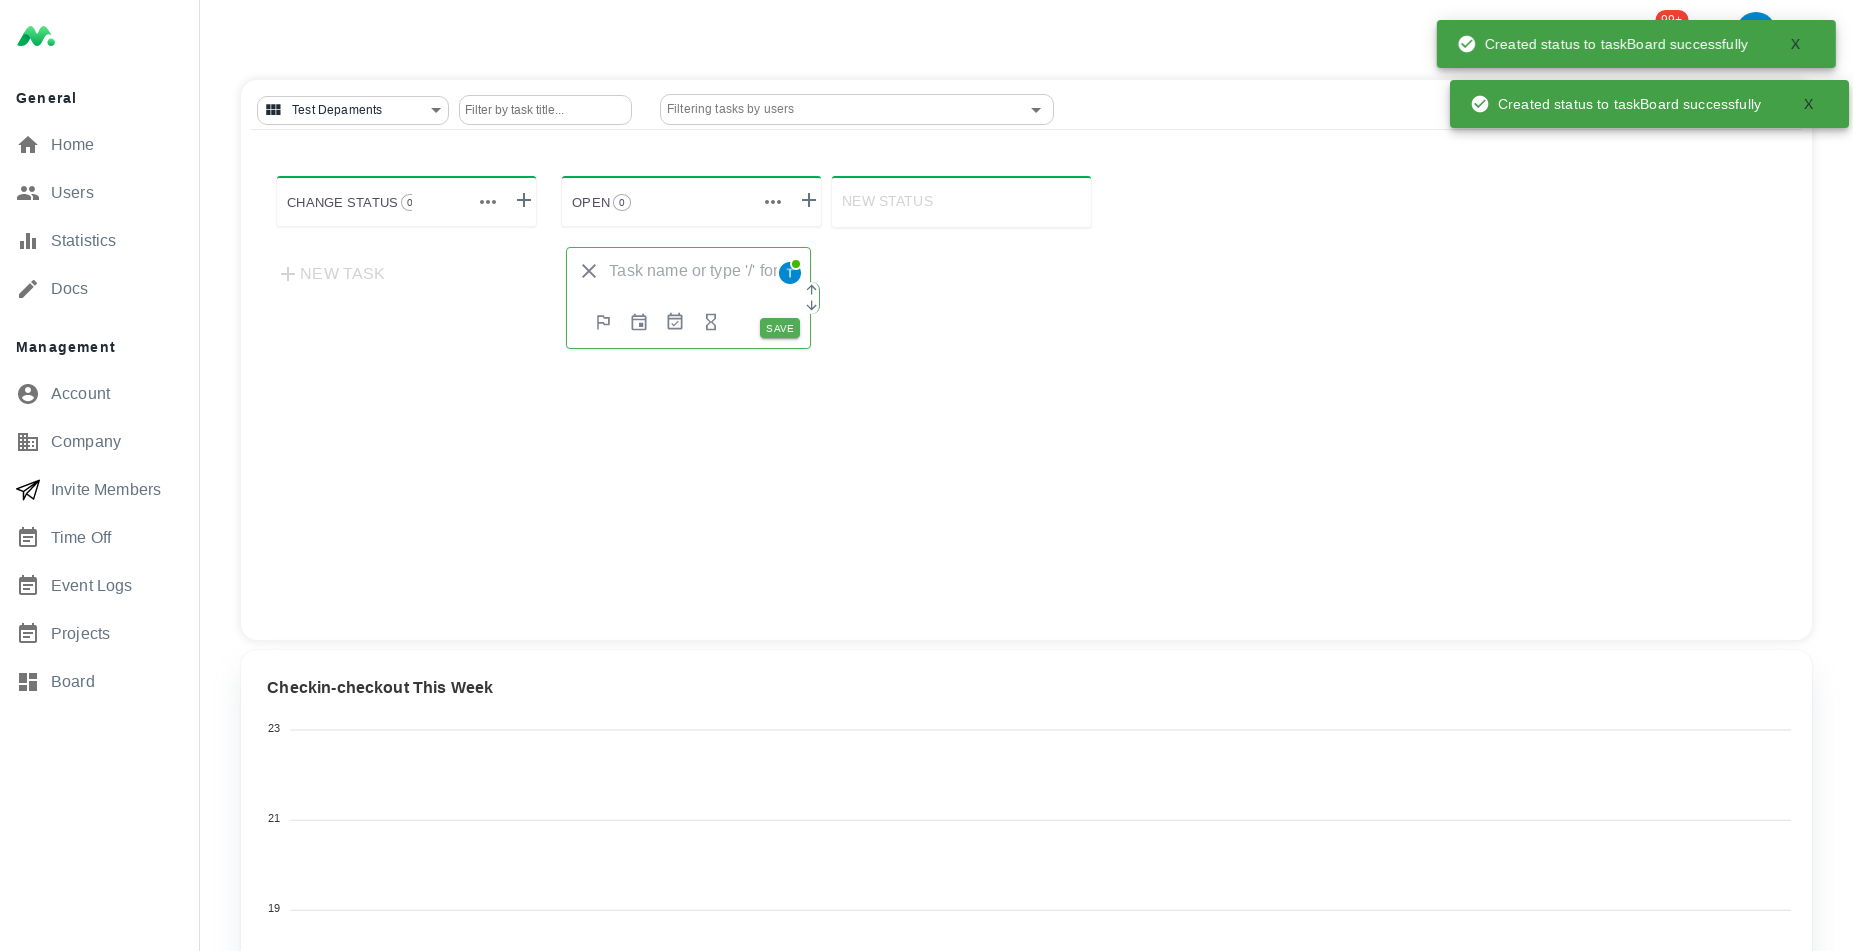 General
Home
Users
Statistics
Docs
Management
Account
Company
Invite Members
Time Off
Event Logs
Projects
Board
99+
Created status to taskBoard successfully X
Created status to taskBoard successfully X
Test Depaments
Filter by task title...
Filtering tasks by users
CHANGE STATUS 0
OPEN 0
NEW STATUS
NEW TASK
Task name or type '/' for
T
SAVE
Checkin-checkout This Week
23
21
19